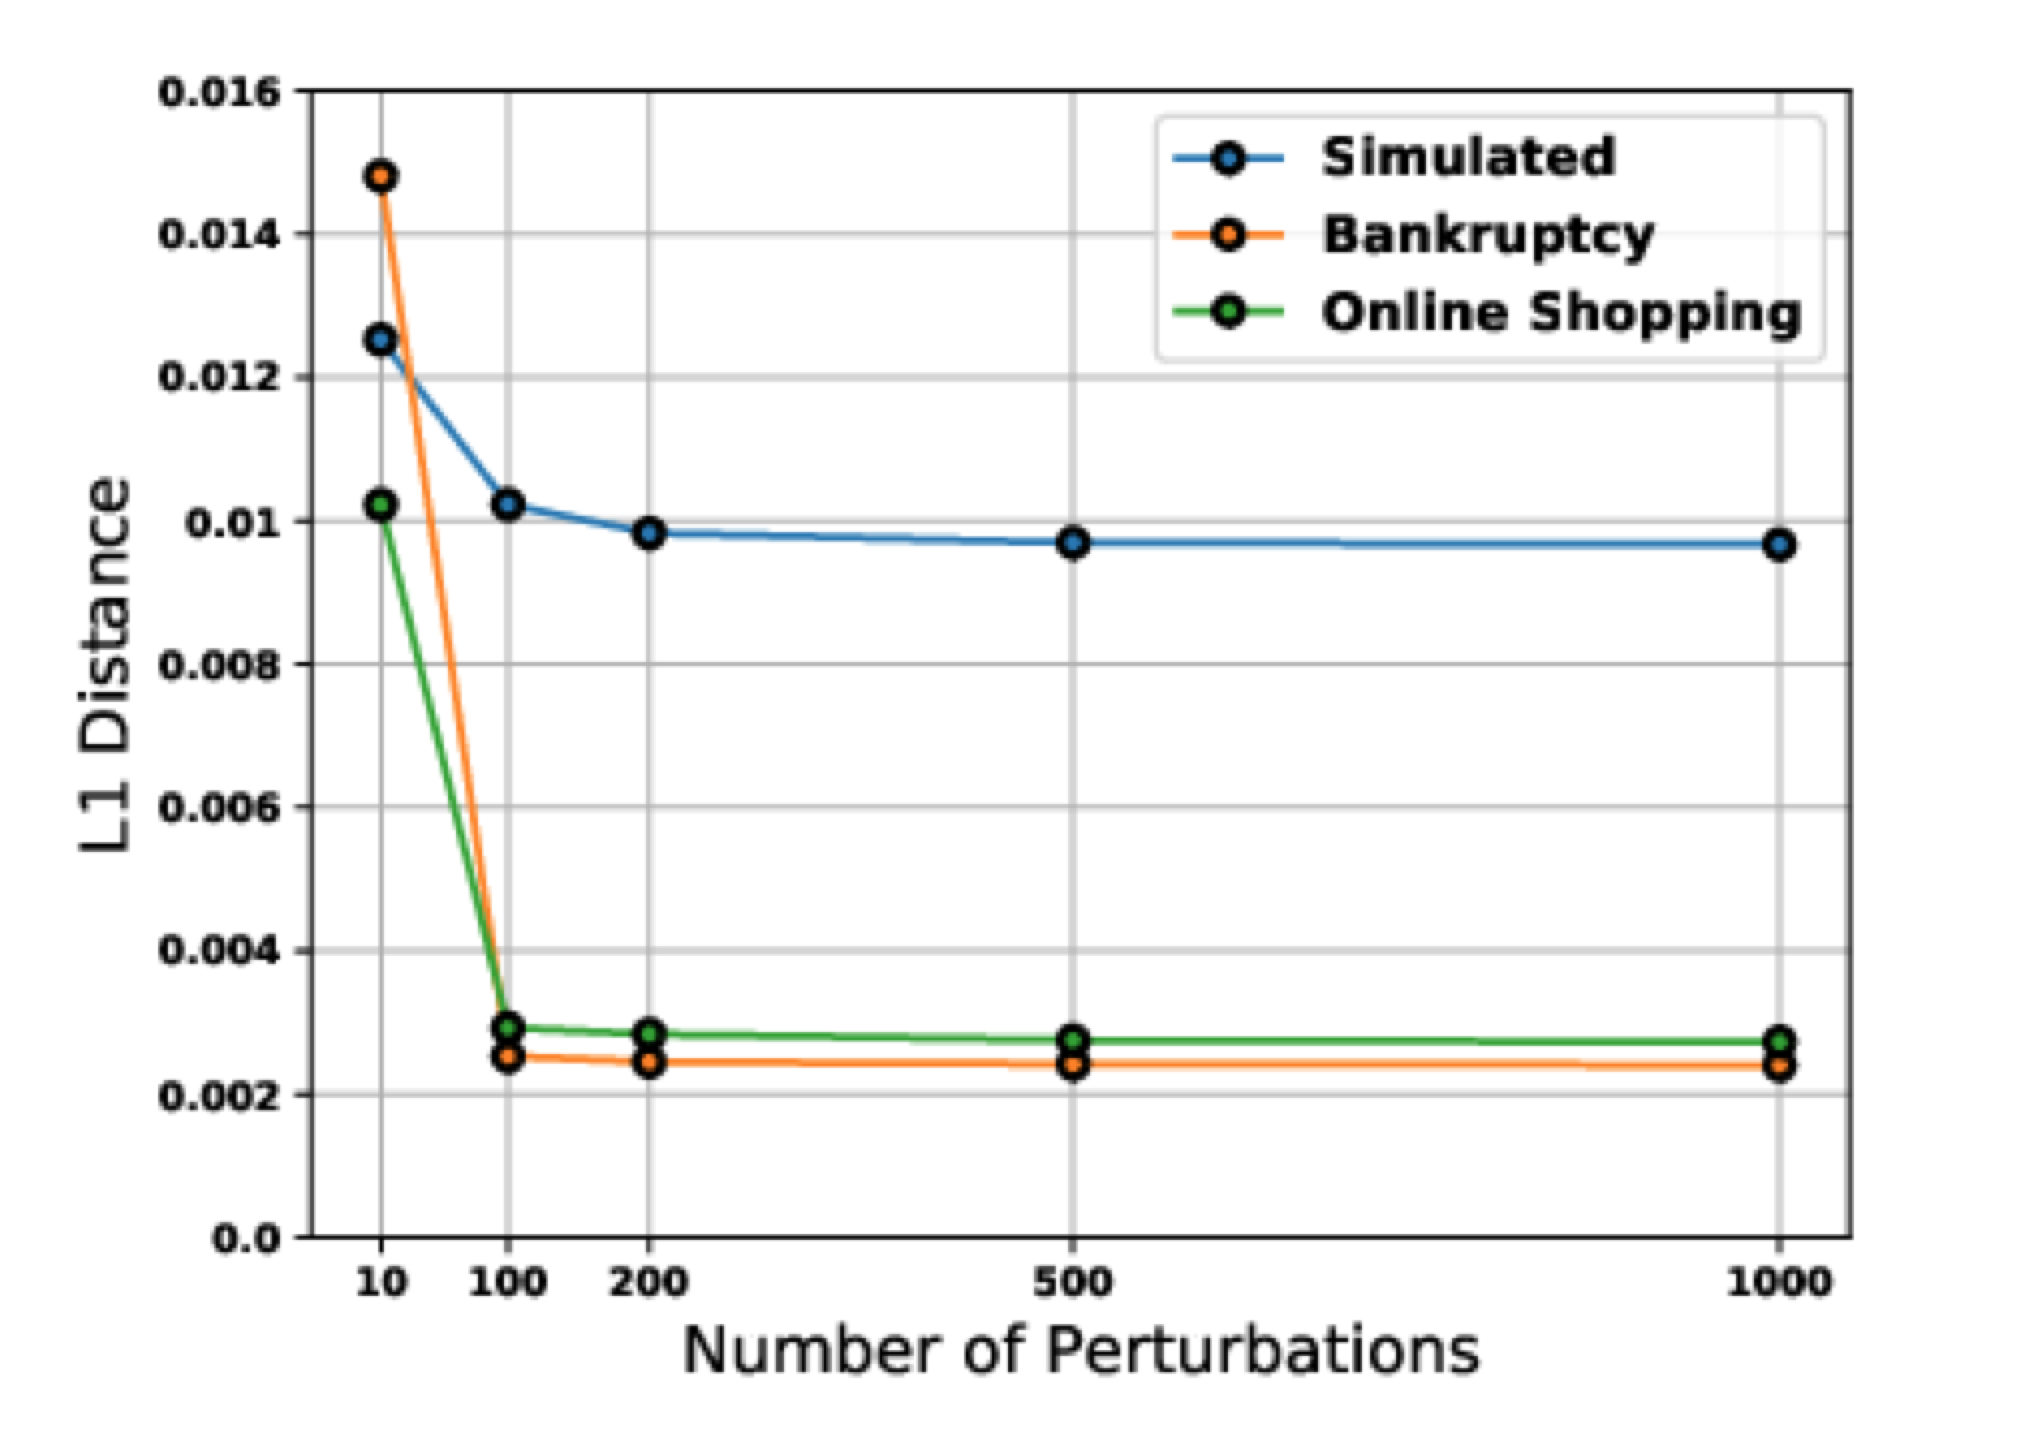 0.016
0.014
0.012
0.01
0.008
0.006
0.004
0.002
0.0
L1 Distance
Simulated
Bankruptcy
Online Shopping
10 100 200 500 1000
Number of Perturbations